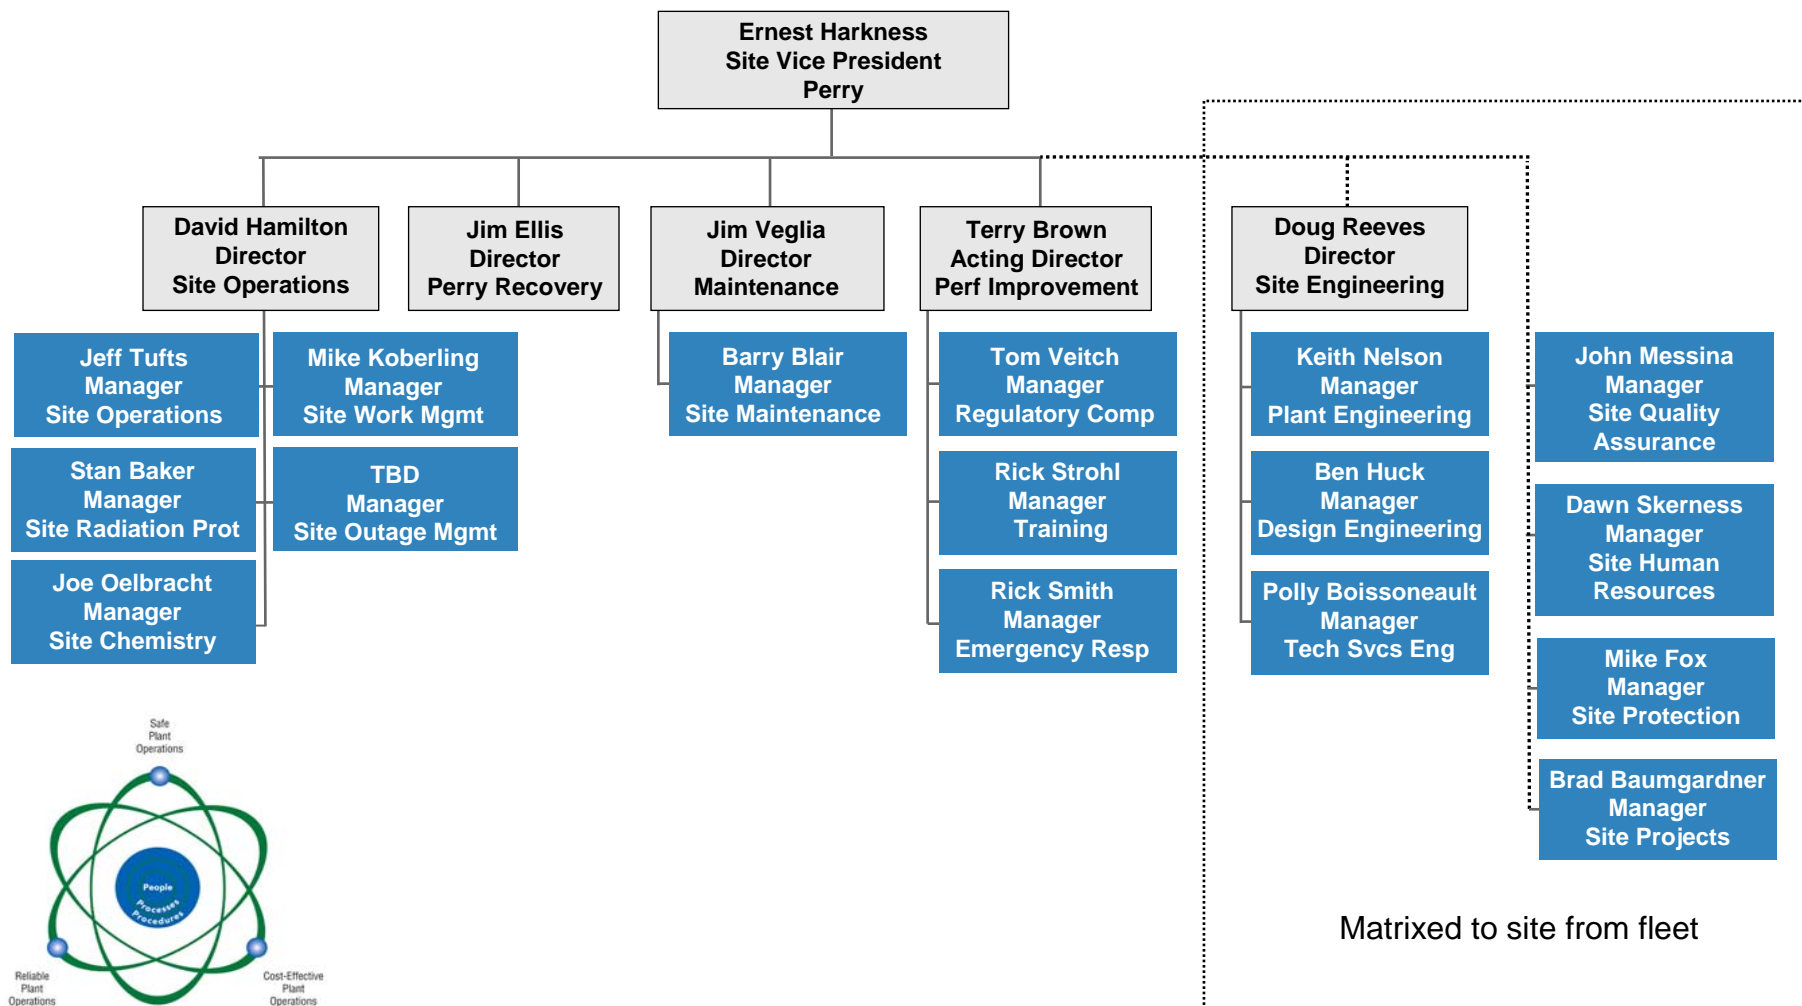 Ernest Harkness
Site Vice President
Perry
David Hamilton
Director
Site Operations
Jim Ellis
Director
Perry Recovery
Jim Veglia
Director
Maintenance
Terry Brown
Acting Director
Perf Improvement
Doug Reeves
Director
Site Engineering
Jeff Tufts
Manager
Site Operations
Mike Koberling
Manager
Site Work Mgmt
Stan Baker
Manager
Site Radiation Prot
TBD
Manager
Site Outage Mgmt
Joe Oelbracht
Manager
Site Chemistry
Barry Blair
Manager
Site Maintenance
Tom Veitch
Manager
Regulatory Comp
Rick Strohl
Manager
Training
Rick Smith
Manager
Emergency Resp
Keith Nelson
Manager
Plant Engineering
Ben Huck
Manager
Design Engineering
Polly Boissoneault
Manager
Tech Svcs Eng
John Messina
Manager
Site Quality
Assurance
Dawn Skerness
Manager
Site Human
Resources
Mike Fox
Manager
Site Protection
Brad Baumgardner
Manager
Site Projects
Matrixed to site from fleet
Safe
Plant
Operations
People
Processes
Procedures
Reliable
Plant
Operations
Cost-Effective
Plant
Operations